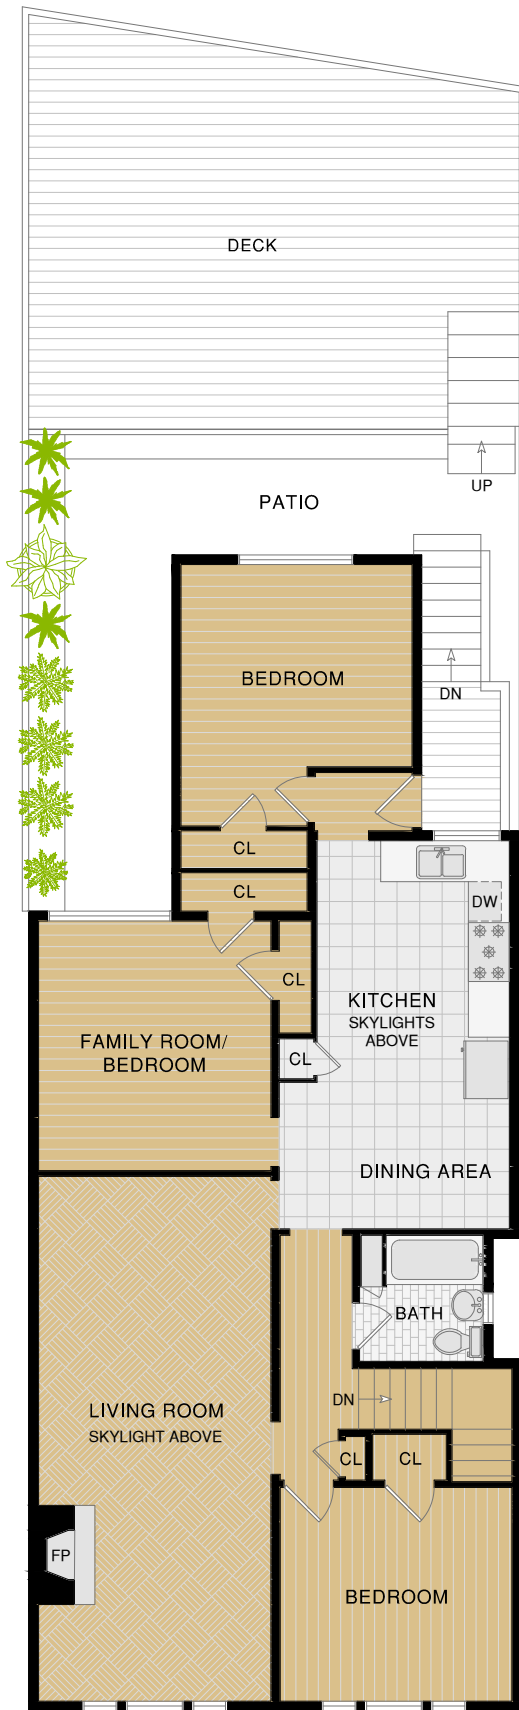 DECK
UP
PATIO
BEDROOM
DN
CL
CL
DW
CL
KITCHEN
SKYLIGHTS
ABOVE
FAMILY ROOM/
BEDROOM
CL
DINING AREA
BATH
DN
LIVING ROOM
SKYLIGHT ABOVE
CL
CL
FP
BEDROOM